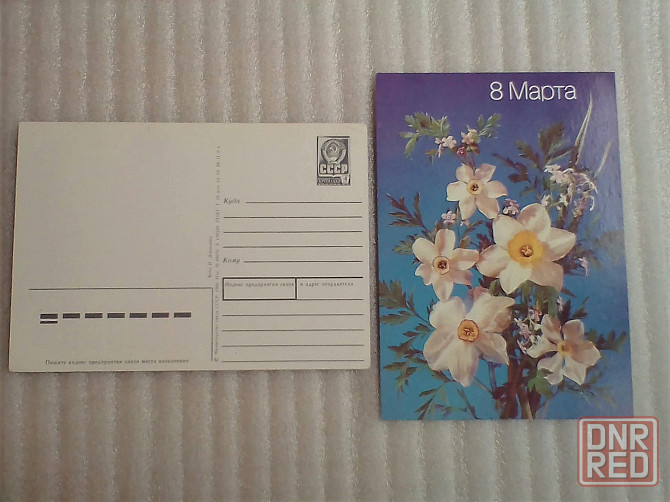 8 Марта
СССР
Куда
Кому
Индекс предприятия связи и адрес отправителя
Пишите индекс предприятия связи места назначения
DNR
RED